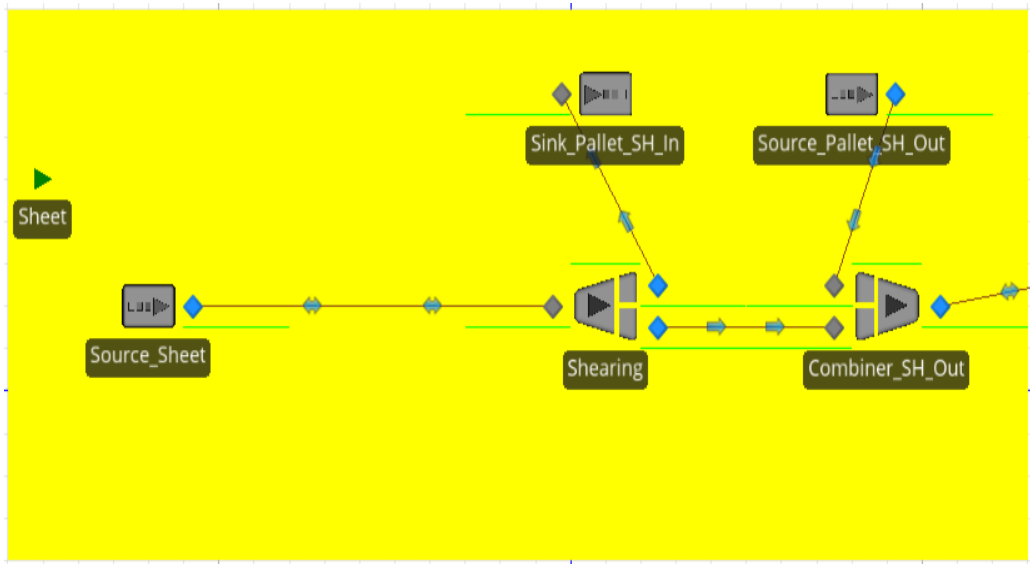 Sink_Pallet_SH_In
Source_Pallet_SH_Out
Sheet
Source_Sheet
Shearing
Combiner_SH_Out